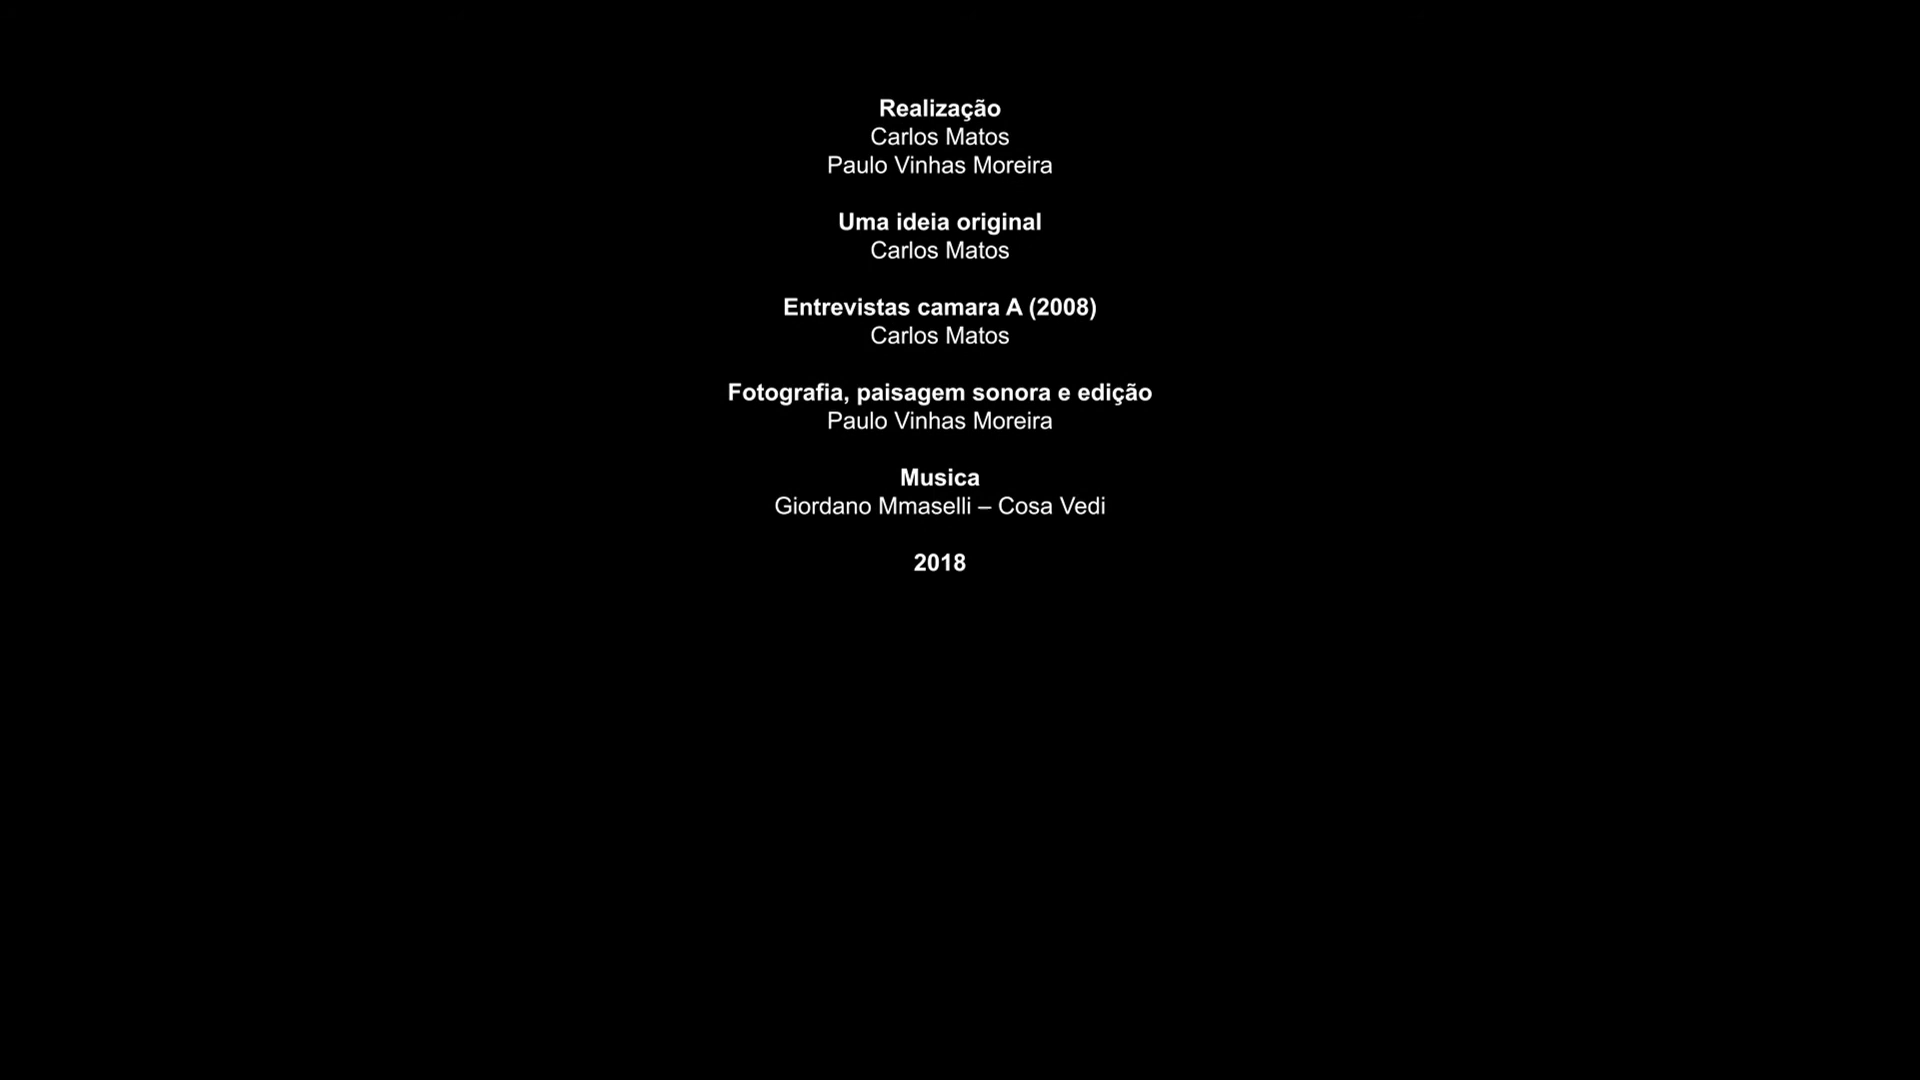 Realização
Carlos Matos
Paulo Vinhas Moreira
Uma ideia original
Carlos Matos
Entrevistas camara A (2008)
Carlos Matos
Fotografia, paisagem sonora e edição
Paulo Vinhas Moreira
Musica
Giordano Mmaselli – Cosa Vedi
2018